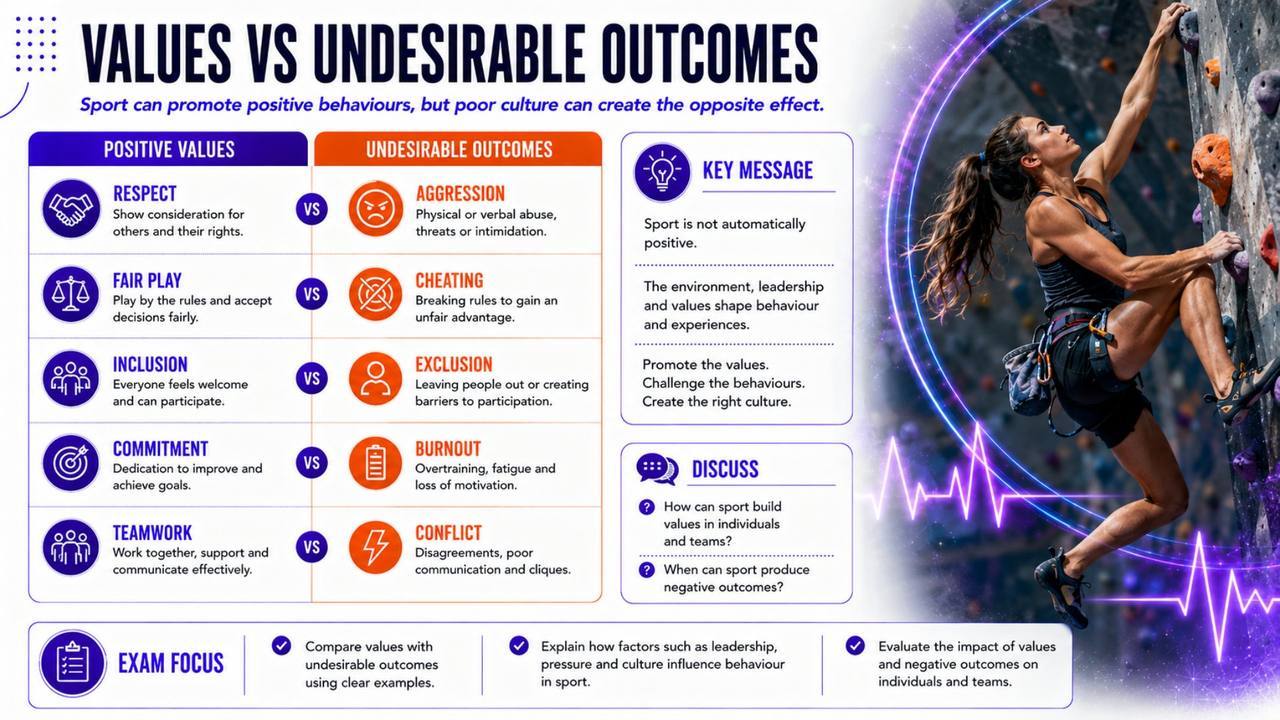 VALUES VS UNDESIRABLE OUTCOMES
Sport can promote positive behaviours, but poor culture can create the opposite effect.
POSITIVE VALUES
UNDESIRABLE OUTCOMES
RESPECT
Show consideration for
others and their rights.
VS
AGGRESSION
Physical or verbal abuse,
threats or intimidation.
FAIR PLAY
Play by the rules and accept
decisions fairly.
VS
CHEATING
Breaking rules to gain an
unfair advantage.
INCLUSION
Everyone feels welcome
and can participate.
VS
EXCLUSION
Leaving people out or creating
barriers to participation.
COMMITMENT
Dedication to improve and
achieve goals.
VS
BURNOUT
Overtraining, fatigue and
loss of motivation.
TEAMWORK
Work together, support and
communicate effectively.
VS
CONFLICT
Disagreements, poor
communication and cliques.
KEY MESSAGE
Sport is not automatically
positive.
The environment, leadership
and values shape behaviour
and experiences.
Promote the values.
Challenge the behaviours.
Create the right culture.
DISCUSS
? How can sport build
values in individuals
and teams?
? When can sport produce
negative outcomes?
EXAM FOCUS
Compare values with
undesirable outcomes
using clear examples.
Explain how factors such as leadership,
pressure and culture influence behaviour
in sport.
Evaluate the impact of values
and negative outcomes on
individuals and teams.